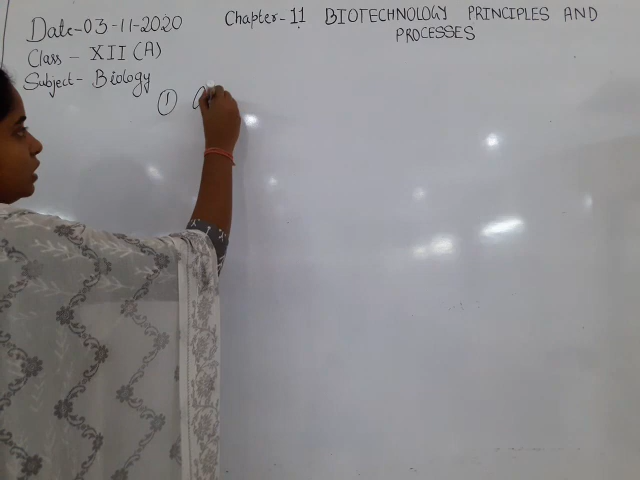 Date-03-11-2020
Class - XII (A)
Subject- Biology
Chapter-11 BIOTECHNOLOGY PRINCIPLES AND
PROCESSES
①